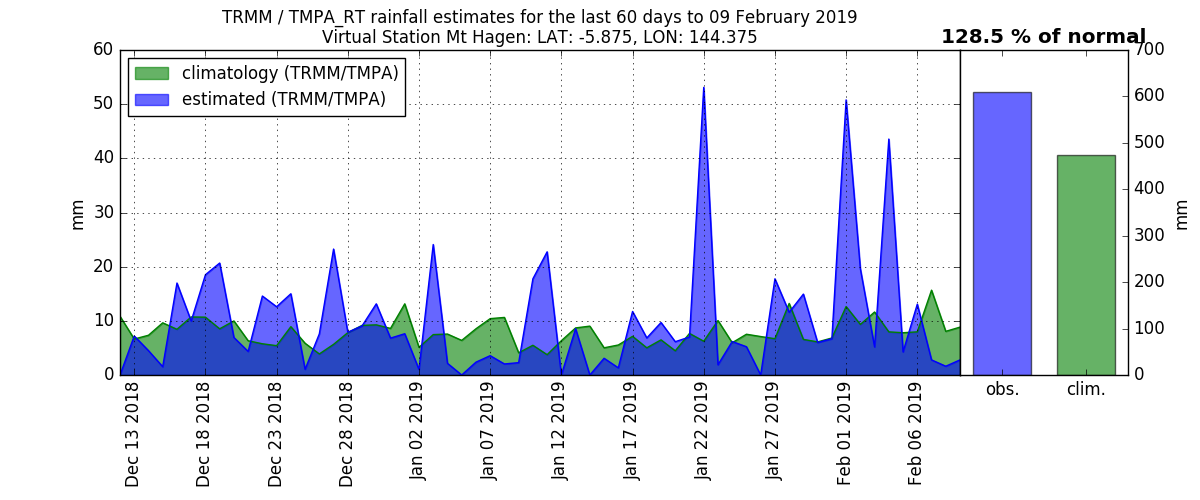 TRMM / TMPA_RT rainfall estimates for the last 60 days to 09 February 2019
Virtual Station Mt Hagen: LAT: -5.875, LON: 144.375
128.5 % of normal
climatology (TRMM/TMPA)
estimated (TRMM/TMPA)
60
50
40
30
20
10
0
mm
Dec 13 2018
Dec 18 2018
Dec 23 2018
Dec 28 2018
Jan 02 2019
Jan 07 2019
Jan 12 2019
Jan 17 2019
Jan 22 2019
Jan 27 2019
Feb 01 2019
Feb 06 2019
700
600
500
400
300
200
100
0
mm
obs.
clim.